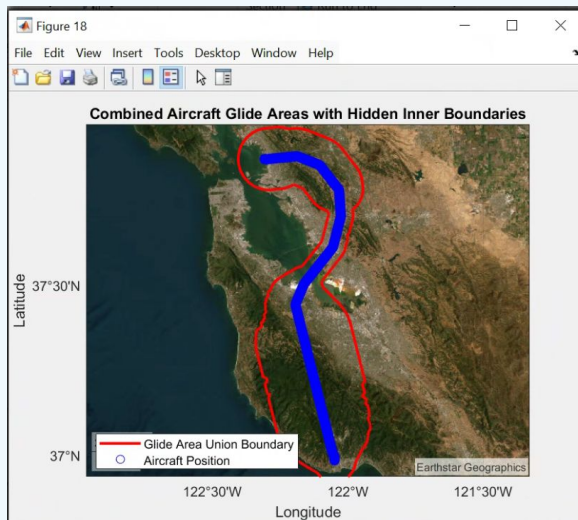 Figure 18
File Edit View Insert Tools Desktop Window Help
Combined Aircraft Glide Areas with Hidden Inner Boundaries
Latitude
37°30'N
37°N
Glide Area Union Boundary
Aircraft Position
Earthstar Geographics
122°30'W 122°W 121°30'W
Longitude